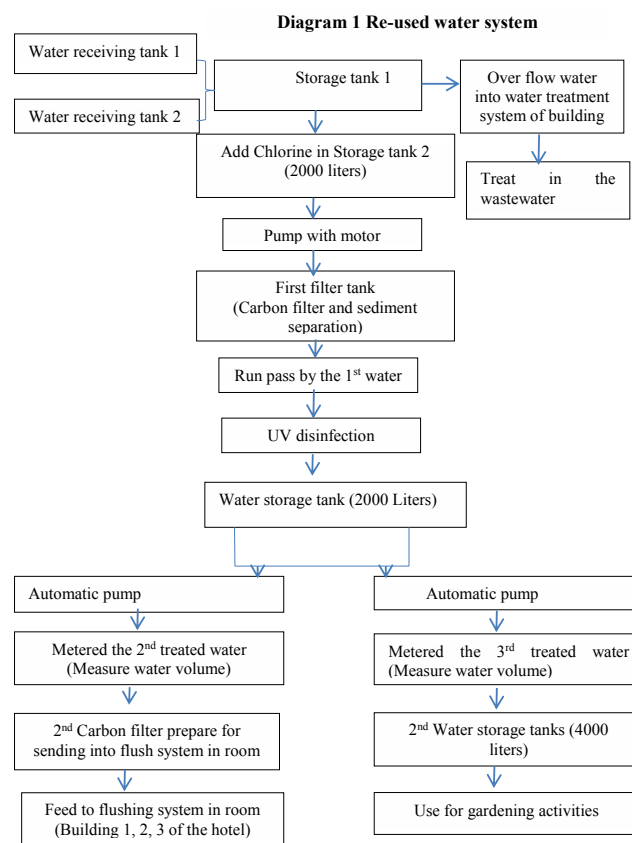 Diagram 1 Re-used water system
Water receiving tank 1
Water receiving tank 2
Storage tank 1
Over flow water
into water treatment
system of building
Treat in the
wastewater
Add Chlorine in Storage tank 2
(2000 liters)
Pump with motor
First filter tank
(Carbon filter and sediment
separation)
Run pass by the 1st water
UV disinfection
Water storage tank (2000 Liters)
Automatic pump
Metered the 2nd treated water
(Measure water volume)
2nd Carbon filter prepare for
sending into flush system in room
Feed to flushing system in room
(Building 1, 2, 3 of the hotel)
Automatic pump
Metered the 3rd treated water
(Measure water volume)
2nd Water storage tanks (4000
liters)
Use for gardening activities